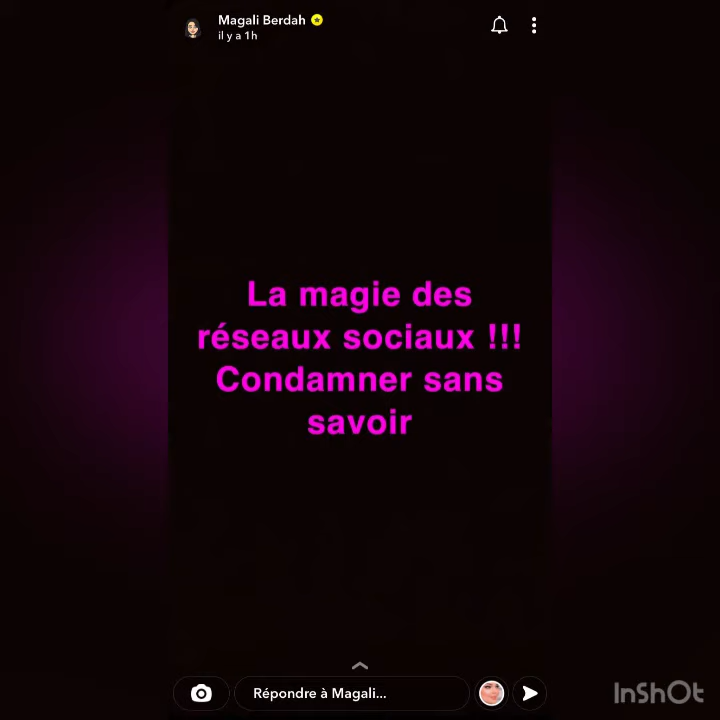 Magali Berdah
il y a 1h
La magie des
réseaux sociaux !!!
Condamner sans
savoir
Répondre à Magali...
InShOt